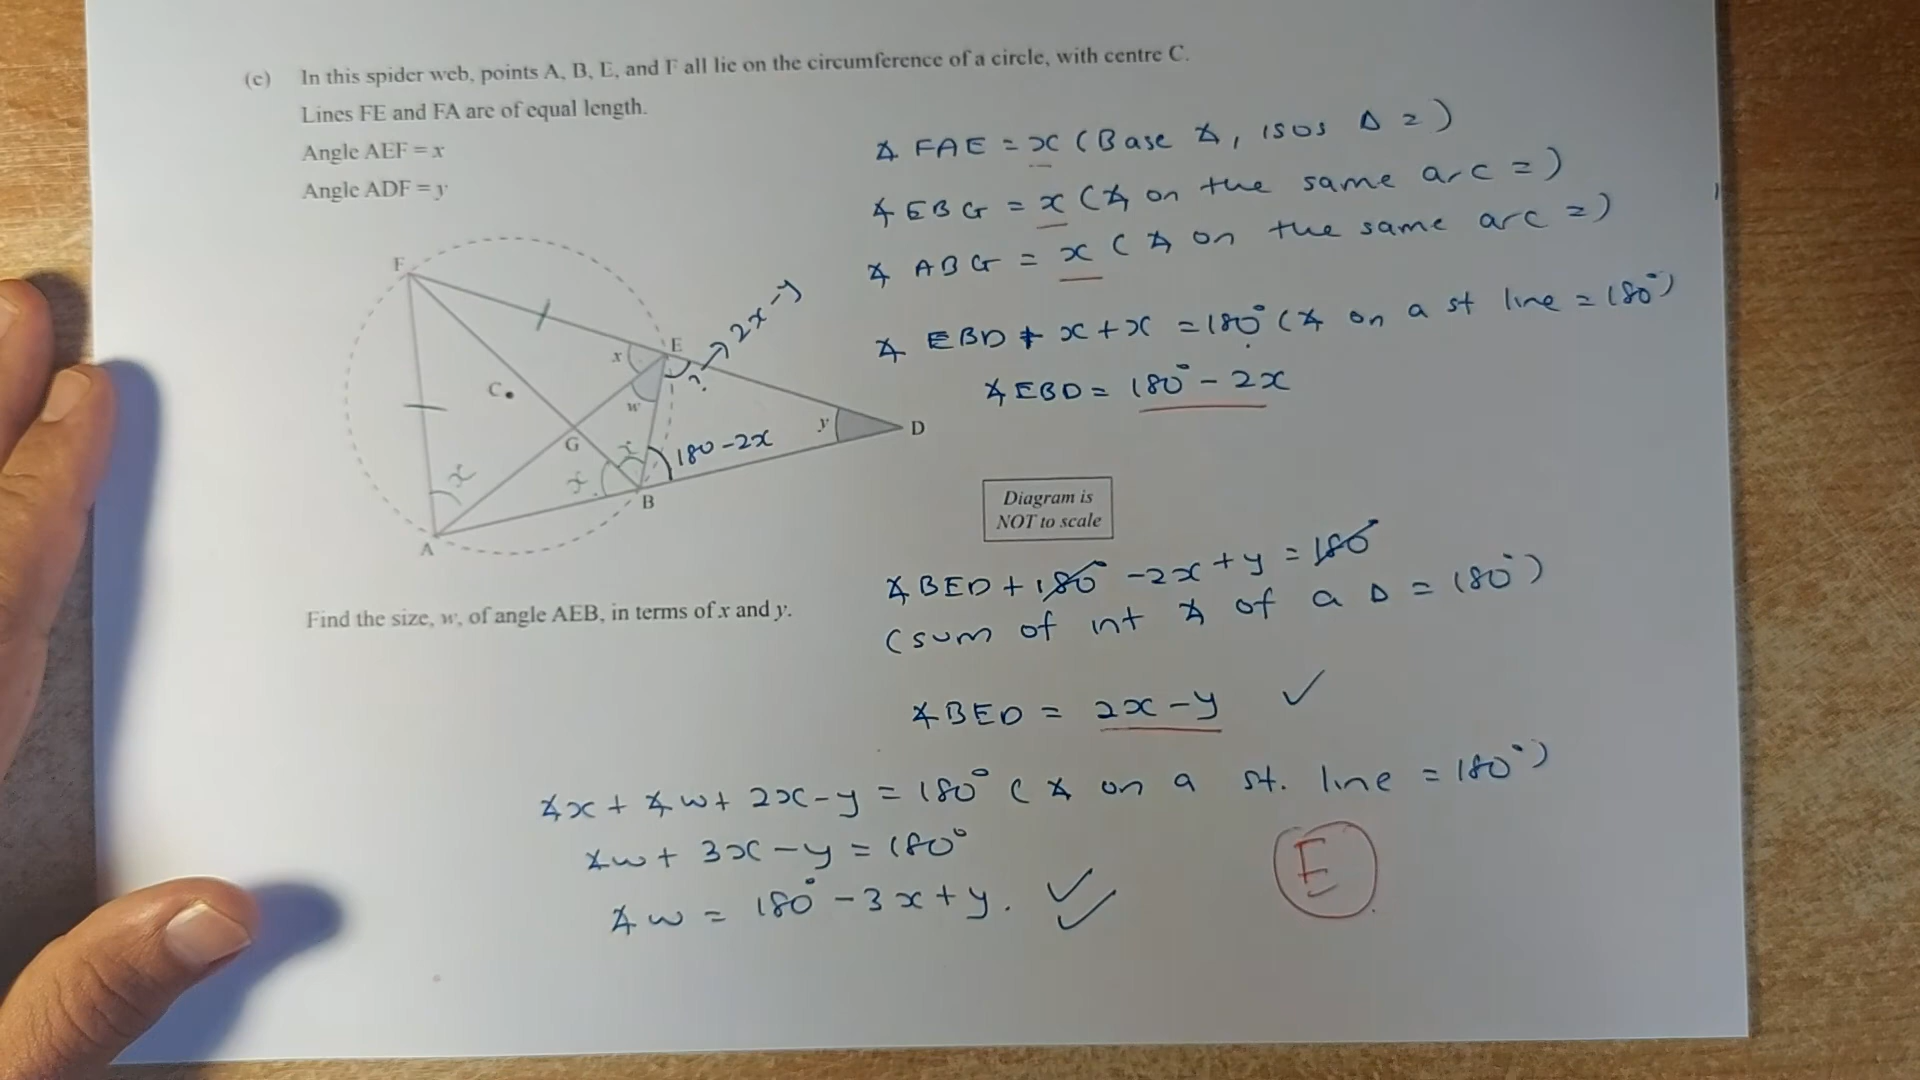 (c) In this spider web, points A, B, E, and F all lie on the circumference of a circle, with centre C.
Lines FE and FA are of equal length.
Angle AEF = x
Angle ADF = y
∡ FAE = x (Base ∡, isos Δ =)
∡ EBG = x (∡ on the same arc =)
∡ ABG = x (∡ on the same arc =)
∡ EBD + x + x = 180° (∡ on a st line = 180°)
∡EBD = 180° - 2x
F
E
x
C
w
?
→ 2x - y
G
x
x
180 - 2x
y
D
x
B
A
Diagram is
NOT to scale
Find the size, w, of angle AEB, in terms of x and y.
∡BED + 180° - 2x + y = 180
(sum of int ∡ of a Δ = 180°)
∡BED = 2x - y ✓
∡x + ∡w + 2x - y = 180° (∡ on a st. line = 180°)
∡w + 3x - y = 180°
∡w = 180° - 3x + y. ✓✓
E